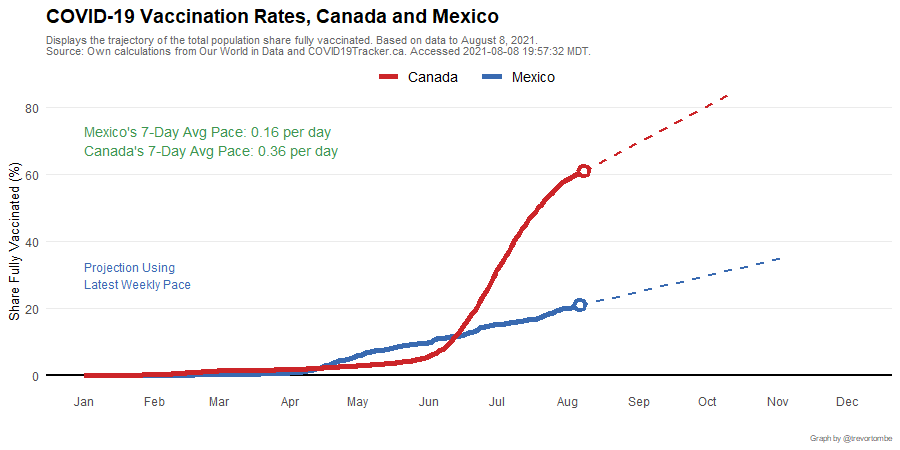 COVID-19 Vaccination Rates, Canada and Mexico
Displays the trajectory of the total population share fully vaccinated. Based on data to August 8, 2021.
Source: Own calculations from Our World in Data and COVID19Tracker.ca. Accessed 2021-08-08 19:57:32 MDT.
Canada Mexico
80
Mexico's 7-Day Avg Pace: 0.16 per day
Canada's 7-Day Avg Pace: 0.36 per day
60
Share Fully Vaccinated (%)
40
Projection Using
Latest Weekly Pace
20
0
Jan Feb Mar Apr May Jun Jul Aug Sep Oct Nov Dec
Graph by @trevortombe